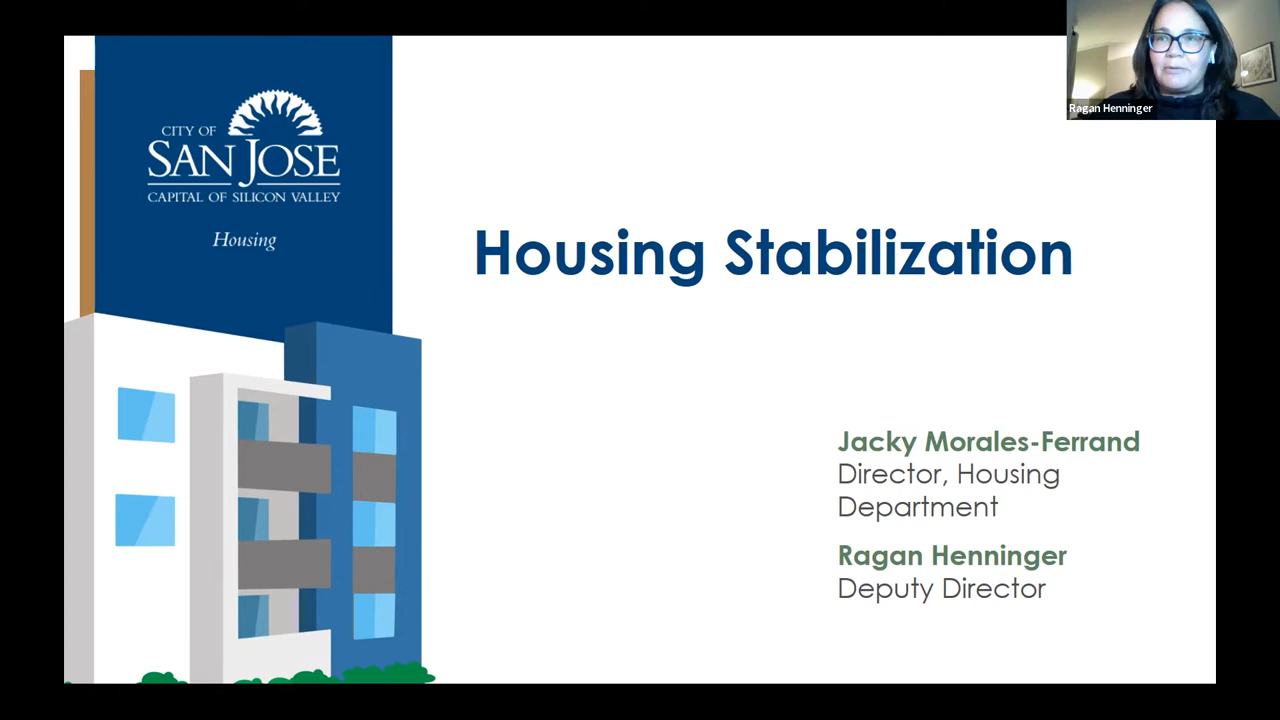 CITY OF
SAN JOSE
CAPITAL OF SILICON VALLEY
Housing
Housing Stabilization
Jacky Morales-Ferrand
Director, Housing
Department
Ragan Henninger
Deputy Director
Ragan Henninger